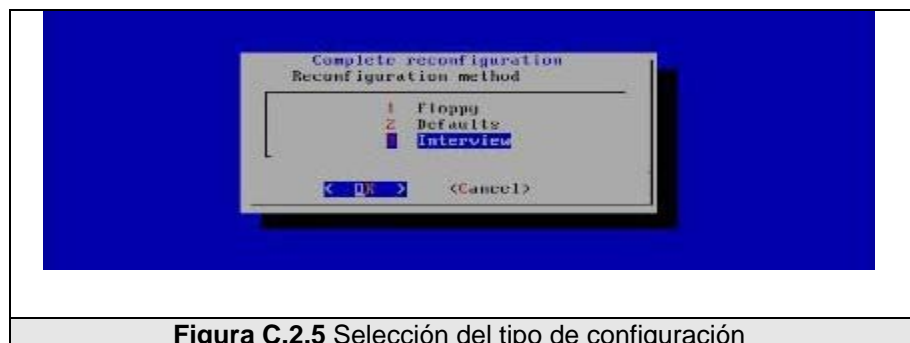 Complete reconfiguration
Reconfiguration method
1 Floppy
2 Defaults
Interview
< OK > <Cancel>
Figura C.2.5 Selección del tipo de configuración